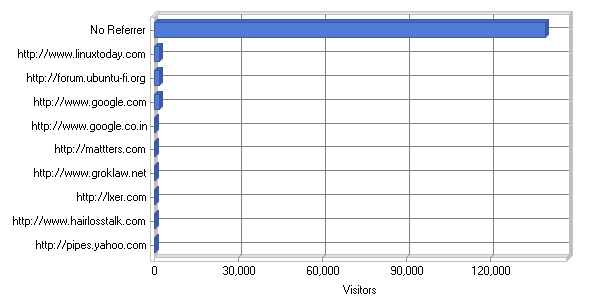 No Referrer
http://www.linuxtoday.com
http://forum.ubuntu-fi.org
http://www.google.com
http://www.google.co.in
http://mattters.com
http://www.groklaw.net
http://lxer.com
http://www.hairlosstalk.com
http://pipes.yahoo.com
0 30,000 60,000 90,000 120,000
Visitors